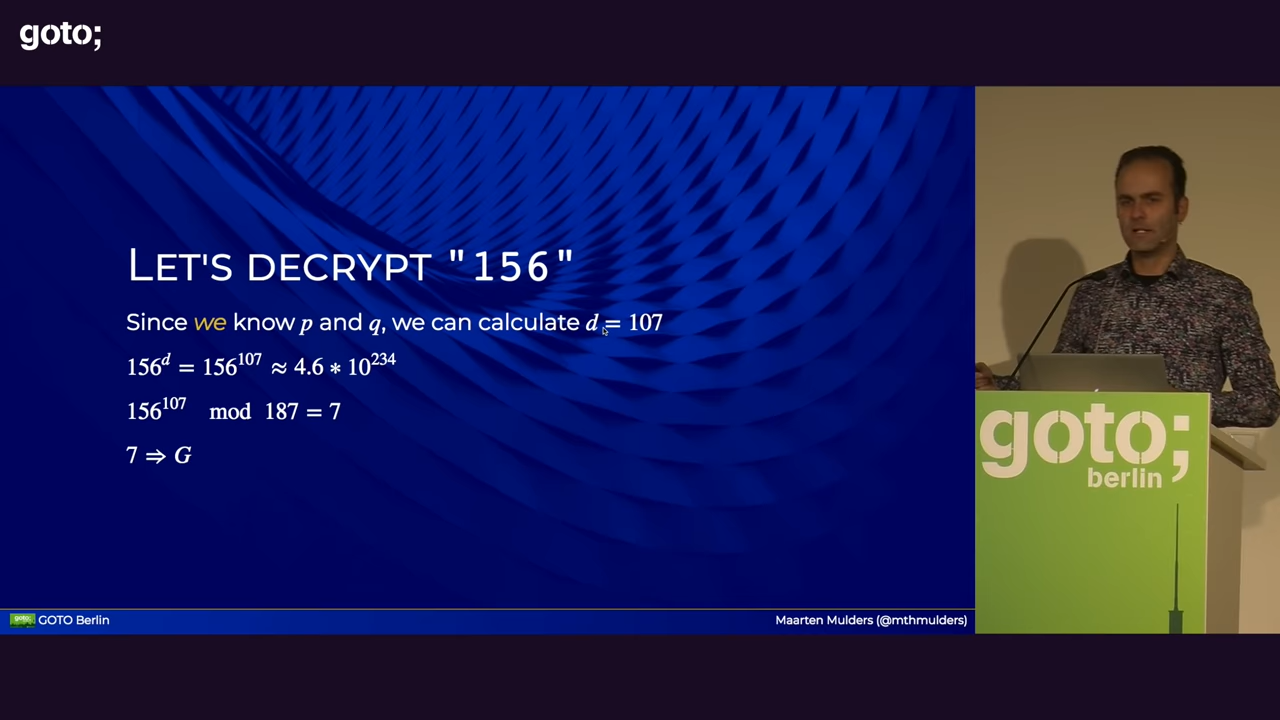 goto;
LET'S DECRYPT "156"
Since we know p and q, we can calculate d = 107
156^d = 156^107 ≈ 4.6 * 10^234
156^107 mod 187 = 7
7 ⇒ G
goto;
berlin
goto;
GOTO Berlin
Maarten Mulders (@mthmulders)